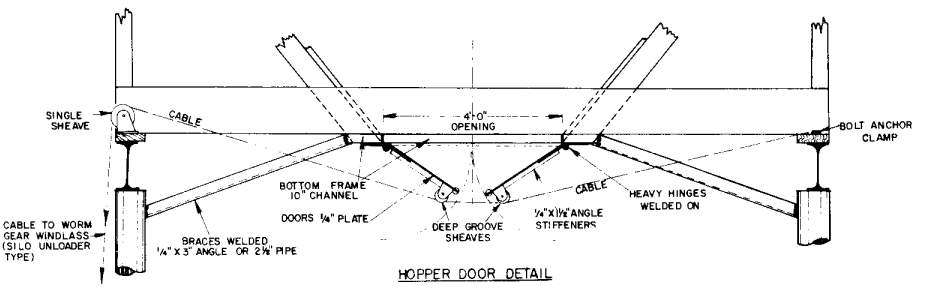 SINGLE
SHEAVE
CABLE
4'-0"
OPENING
BOLT ANCHOR
CLAMP
BOTTOM FRAME
10" CHANNEL
DOORS 1/4" PLATE
CABLE
HEAVY HINGES
WELDED ON
1/4" X 1 1/2" ANGLE
STIFFENERS
DEEP GROOVE
SHEAVES
CABLE TO WORM
GEAR WINDLASS
(SILO UNLOADER
TYPE)
BRACES WELDED
1/4" X 3" ANGLE OR 2 1/2" PIPE
HOPPER DOOR DETAIL